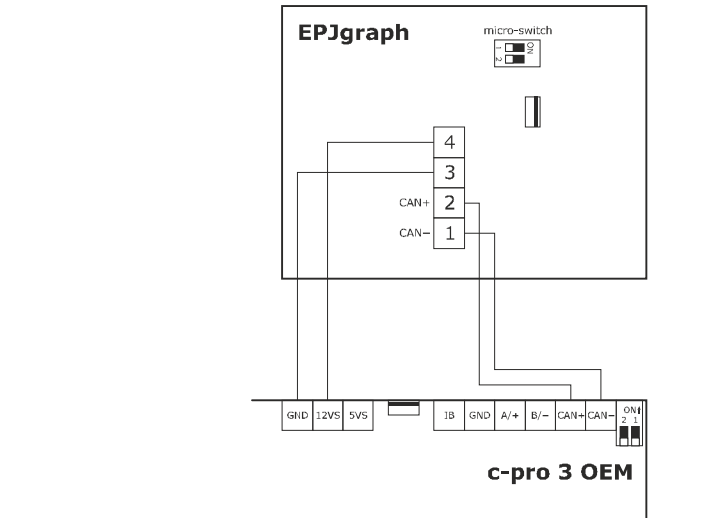 EPJgraph
micro-switch
ON
1
2
4
3
CAN+ 2
CAN− 1
GND 12VS 5VS IB GND A/+ B/− CAN+ CAN−
ON
2 1
c-pro 3 OEM